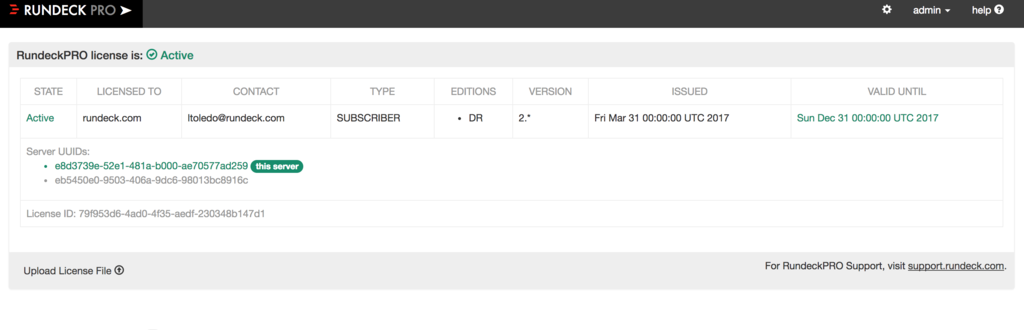 RUNDECK PRO
admin
help
RundeckPRO license is: Active
STATE LICENSED TO CONTACT TYPE EDITIONS VERSION ISSUED VALID UNTIL
Active rundeck.com ltoledo@rundeck.com SUBSCRIBER • DR 2.* Fri Mar 31 00:00:00 UTC 2017 Sun Dec 31 00:00:00 UTC 2017
Server UUIDs:
• e8d3739e-52e1-481a-b000-ae70577ad259 this server
• eb5450e0-9503-406a-9dc6-98013bc8916c
License ID: 79f953d6-4ad0-4f35-aedf-230348b147d1
Upload License File
For RundeckPRO Support, visit support.rundeck.com.